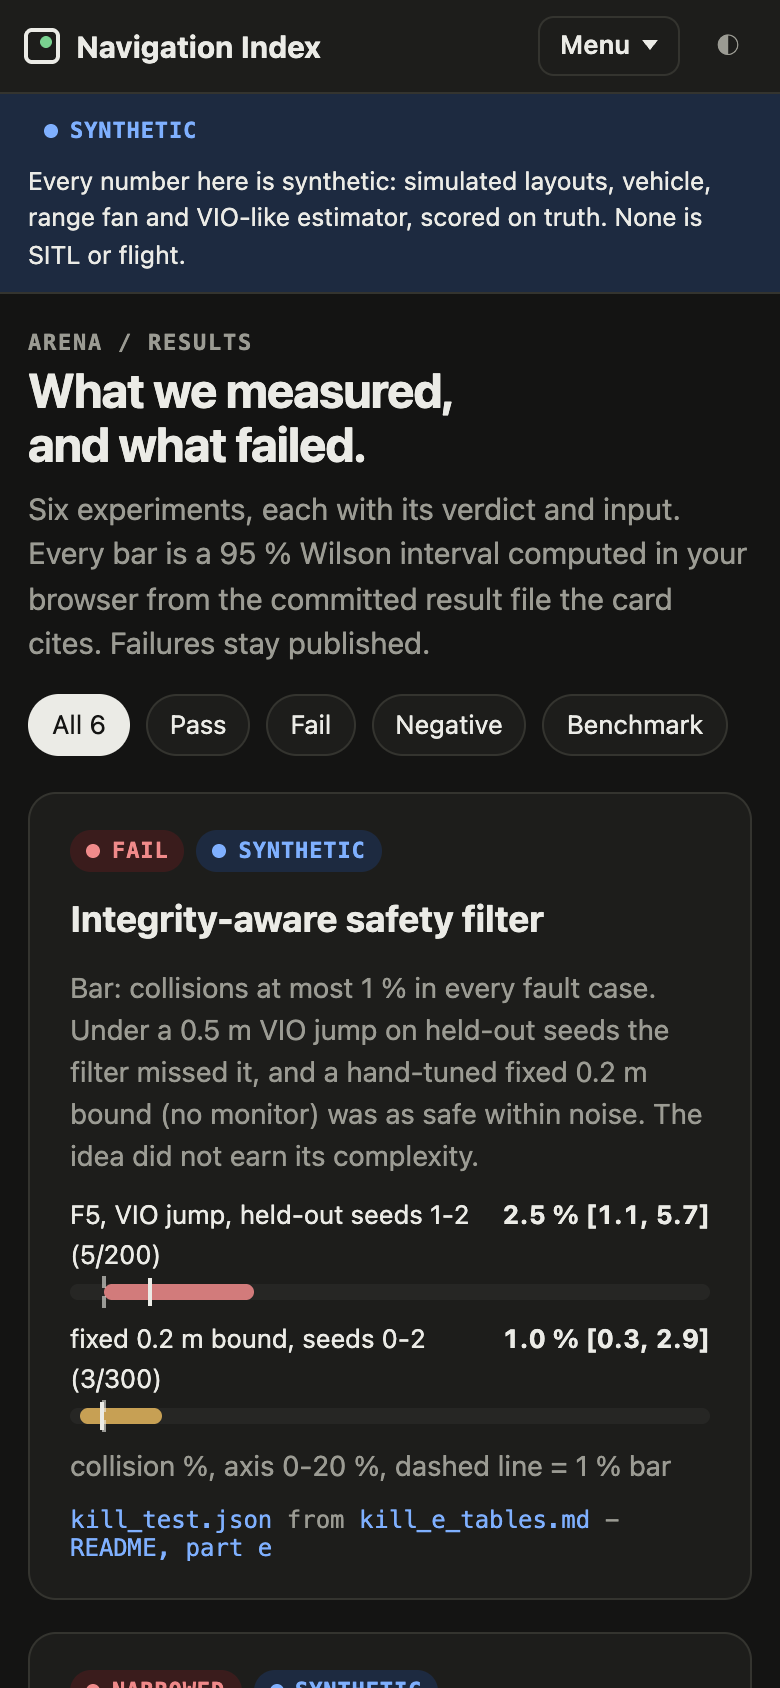 Navigation Index
Menu
SYNTHETIC
Every number here is synthetic: simulated layouts, vehicle,
range fan and VIO-like estimator, scored on truth. None is
SITL or flight.
ARENA / RESULTS
What we measured,
and what failed.
Six experiments, each with its verdict and input.
Every bar is a 95 % Wilson interval computed in your
browser from the committed result file the card
cites. Failures stay published.
All 6 Pass Fail Negative Benchmark
FAIL SYNTHETIC
Integrity-aware safety filter
Bar: collisions at most 1 % in every fault case.
Under a 0.5 m VIO jump on held-out seeds the
filter missed it, and a hand-tuned fixed 0.2 m
bound (no monitor) was as safe within noise. The
idea did not earn its complexity.
F5, VIO jump, held-out seeds 1-2 2.5 % [1.1, 5.7]
(5/200)
fixed 0.2 m bound, seeds 0-2 1.0 % [0.3, 2.9]
(3/300)
collision %, axis 0-20 %, dashed line = 1 % bar
kill_test.json from kill_e_tables.md –
README, part e
NARROWED SYNTHETIC